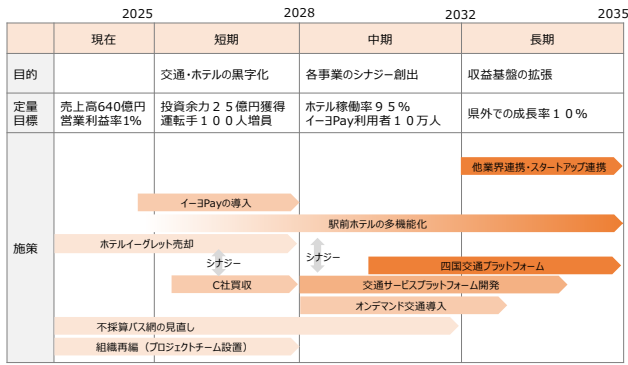 2025 2028 2032 2035
現在 短期 中期 長期
目的 交通・ホテルの黒字化 各事業のシナジー創出 収益基盤の拡張
定量 売上高640億円 投資余力２５億円獲得 ホテル稼働率９５％ 県外での成長率１０％
目標 営業利益率1% 運転手１００人増員 イーヨPay利用者１０万人
他業界連携・スタートアップ連携
イーヨPayの導入
駅前ホテルの多機能化
施策
ホテルイーグレット売却
シナジー シナジー
四国交通プラットフォーム
C社買収 交通サービスプラットフォーム開発
オンデマンド交通導入
不採算バス網の見直し
組織再編（プロジェクトチーム設置）